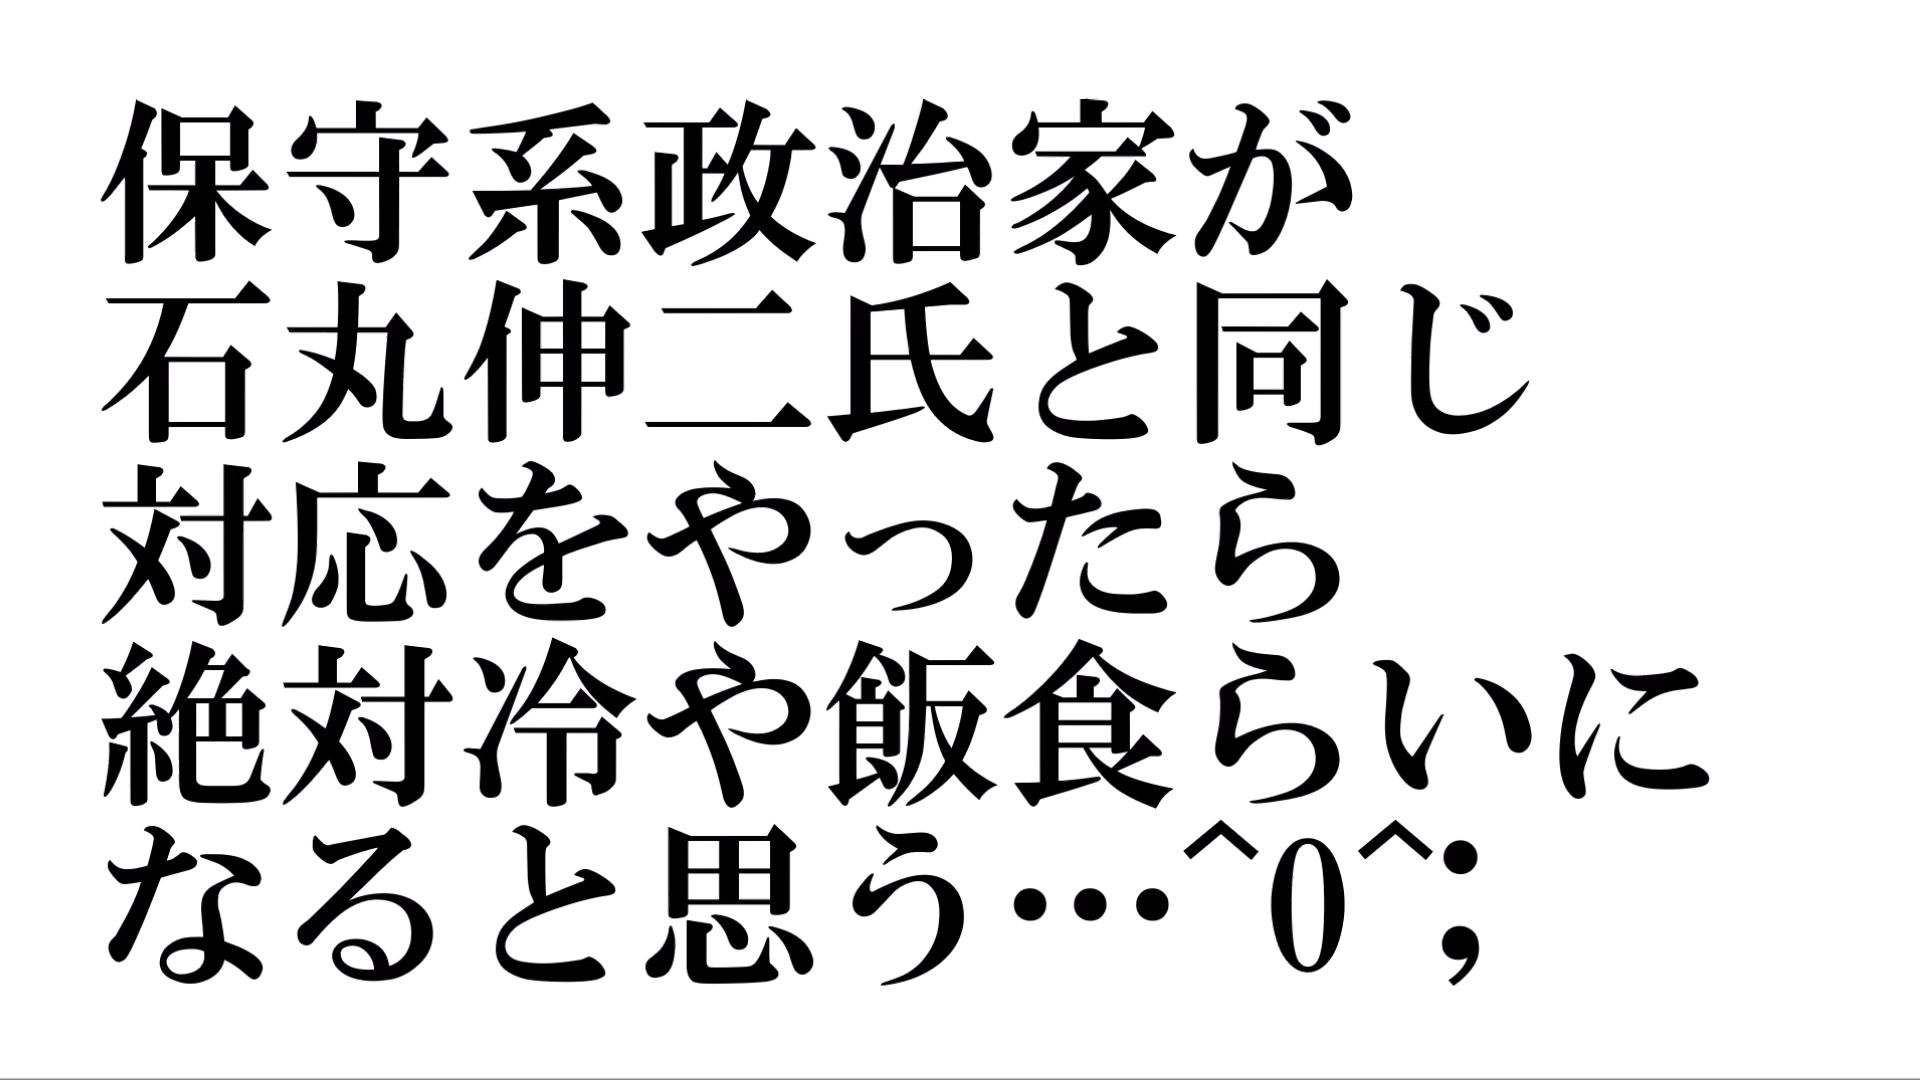 保守系政治家が
石丸伸二氏と同じ
対応をやったら
絶対冷や飯食らいに
なると思う…^0^;